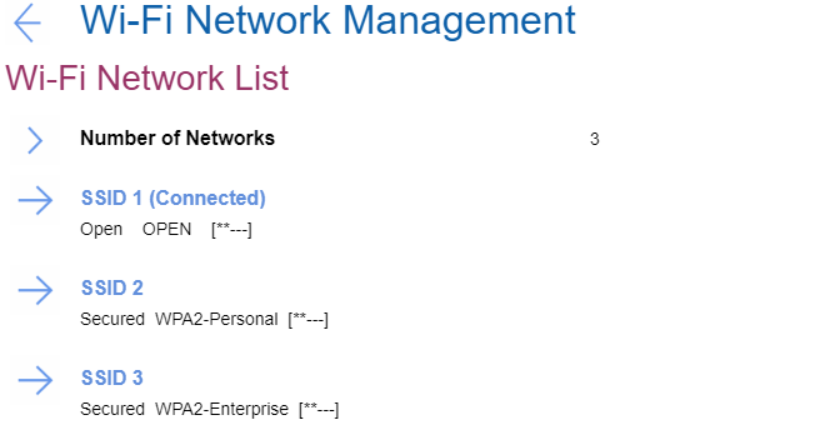 Wi-Fi Network Management
Wi-Fi Network List
Number of Networks 3
SSID 1 (Connected)
Open OPEN [**---]
SSID 2
Secured WPA2-Personal [**---]
SSID 3
Secured WPA2-Enterprise [**---]